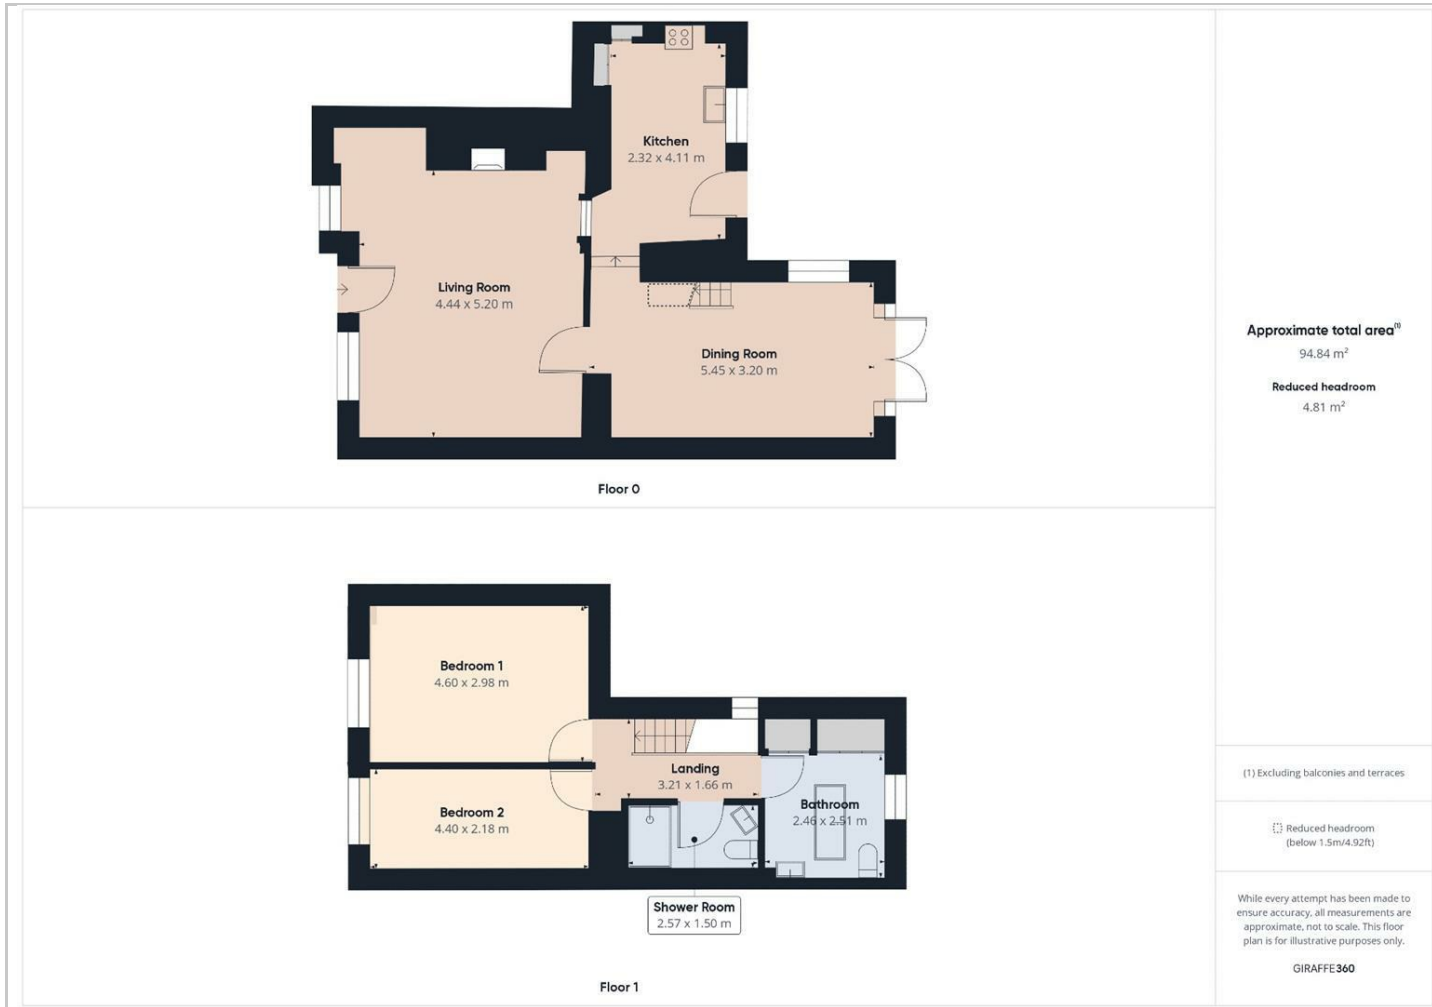 Kitchen
2.32 x 4.11 m
Living Room
4.44 x 5.20 m
Dining Room
5.45 x 3.20 m
Floor 0
Approximate total area(1)
94.84 m²
Reduced headroom
4.81 m²
Bedroom 1
4.60 x 2.98 m
Landing
3.21 x 1.66 m
Bedroom 2
4.40 x 2.18 m
Bathroom
2.46 x 2.51 m
Shower Room
2.57 x 1.50 m
Floor 1
(1) Excluding balconies and terraces
Reduced headroom
(below 1.5m/4.92ft)
While every attempt has been made to
ensure accuracy, all measurements are
approximate, not to scale. This floor
plan is for illustrative purposes only.
GIRAFFE360